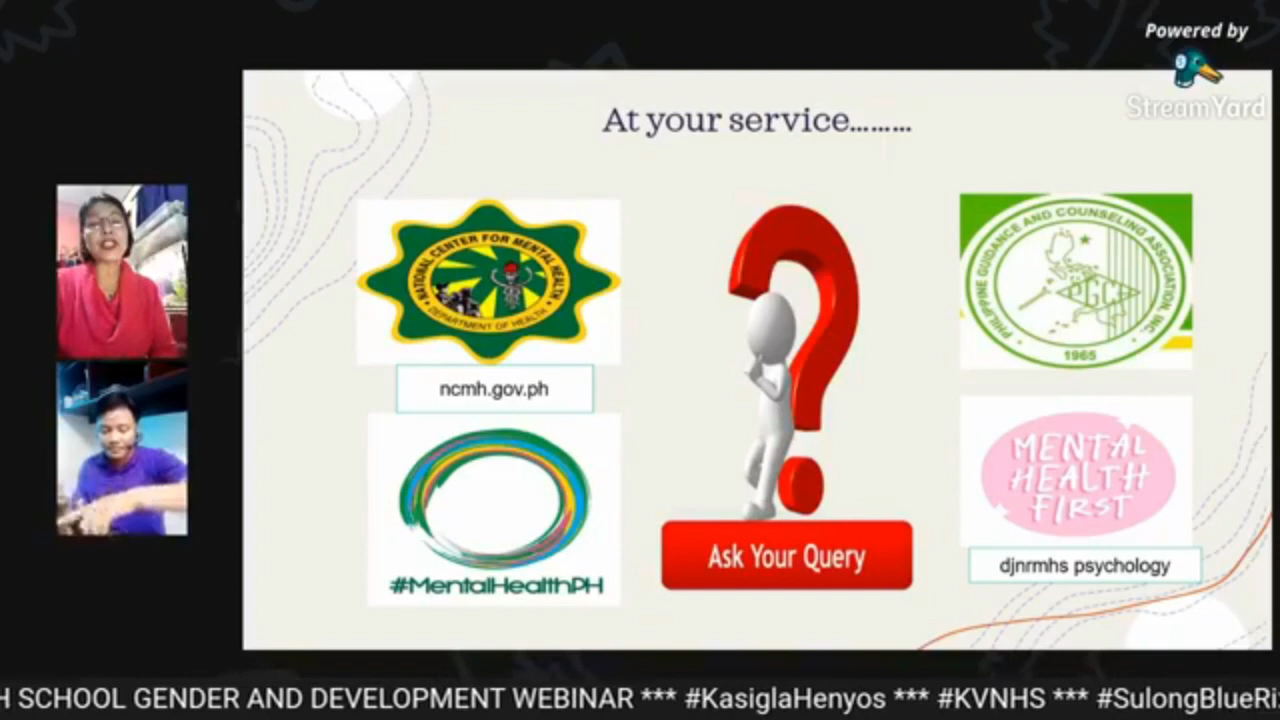 Powered by
StreamYard
At your service.........
NATIONAL CENTER FOR MENTAL HEALTH
DEPARTMENT OF HEALTH
ncmh.gov.ph
#MentalHealthPH
Ask Your Query
PHILIPPINE GUIDANCE AND COUNSELING ASSOCIATION, INC.
PGCA
1965
MENTAL
HEALTH
FIRST
djnrmhs psychology
H SCHOOL GENDER AND DEVELOPMENT WEBINAR *** #KasiglaHenyos *** #KVNHS *** #SulongBlueRi